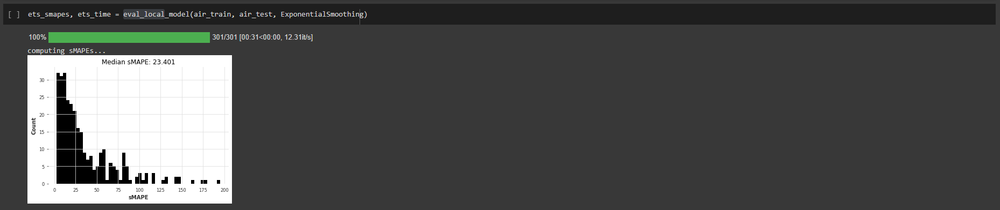 [ ] ets_smapes, ets_time = eval_local_model(air_train, air_test, ExponentialSmoothing)
100% 301/301 [00:31<00:00, 12.31it/s]
computing sMAPEs...
Median sMAPE: 23.401
30
25
20
15
10
5
0
Count
0 25 50 75 100 125 150 175 200
sMAPE